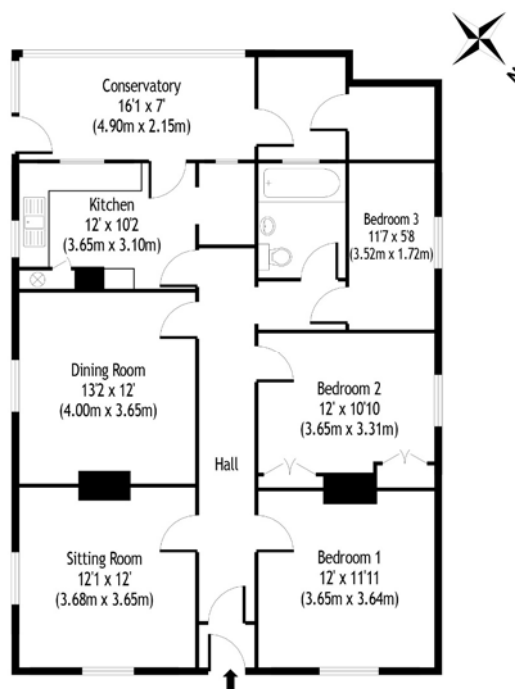 N
Conservatory
16'1 x 7'
(4.90m x 2.15m)
Kitchen
12' x 10'2
(3.65m x 3.10m)
Bedroom 3
11'7 x 5'8
(3.52m x 1.72m)
Dining Room
13'2 x 12'
(4.00m x 3.65m)
Bedroom 2
12' x 10'10
(3.65m x 3.31m)
Hall
Sitting Room
12'1 x 12'
(3.68m x 3.65m)
Bedroom 1
12' x 11'11
(3.65m x 3.64m)